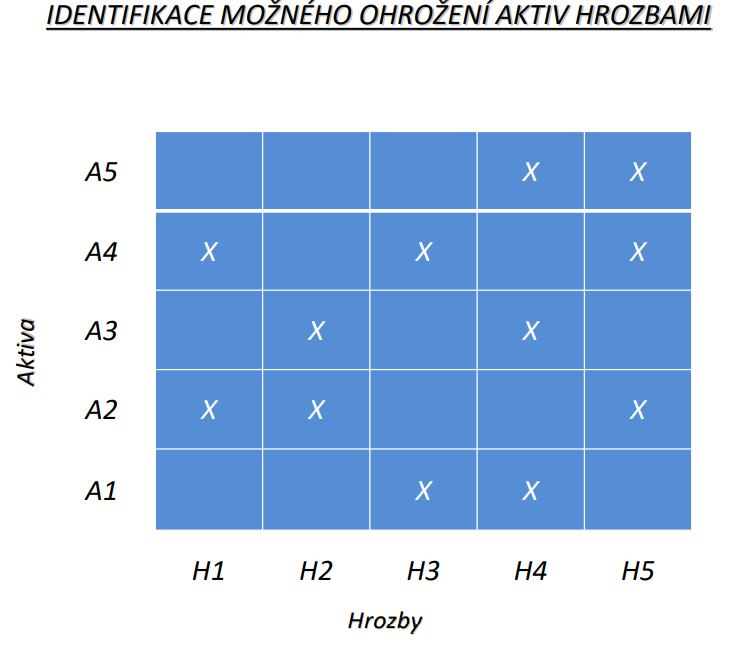 IDENTIFIKACE MOŽNÉHO OHROŽENÍ AKTIV HROZBAMI
A5 X X
A4 X X X
Aktiva
A3 X X
A2 X X X
A1 X X
H1 H2 H3 H4 H5
Hrozby